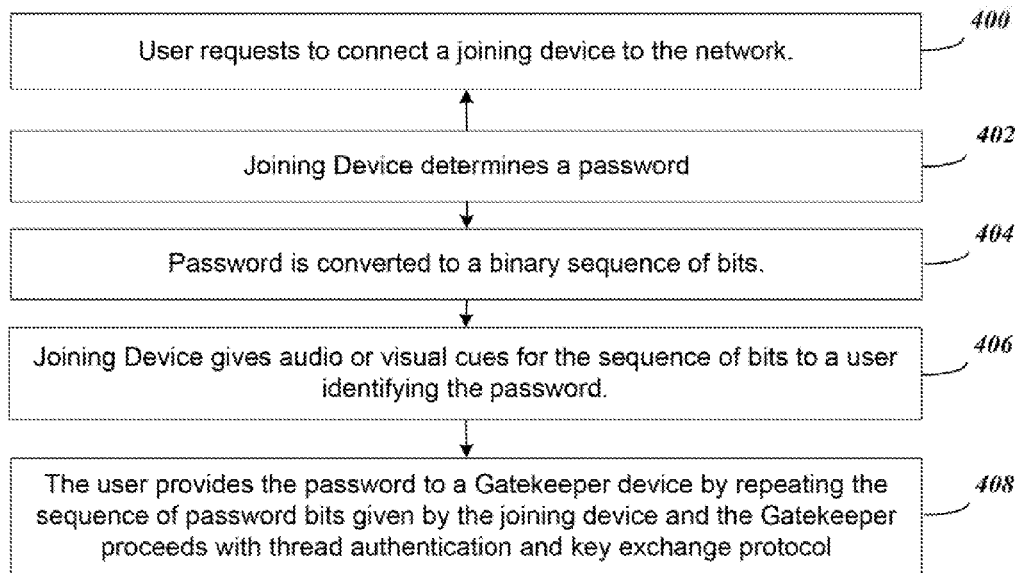 400
User requests to connect a joining device to the network.
402
Joining Device determines a password
404
Password is converted to a binary sequence of bits.
406
Joining Device gives audio or visual cues for the sequence of bits to a user
identifying the password.
408
The user provides the password to a Gatekeeper device by repeating the
sequence of password bits given by the joining device and the Gatekeeper
proceeds with thread authentication and key exchange protocol